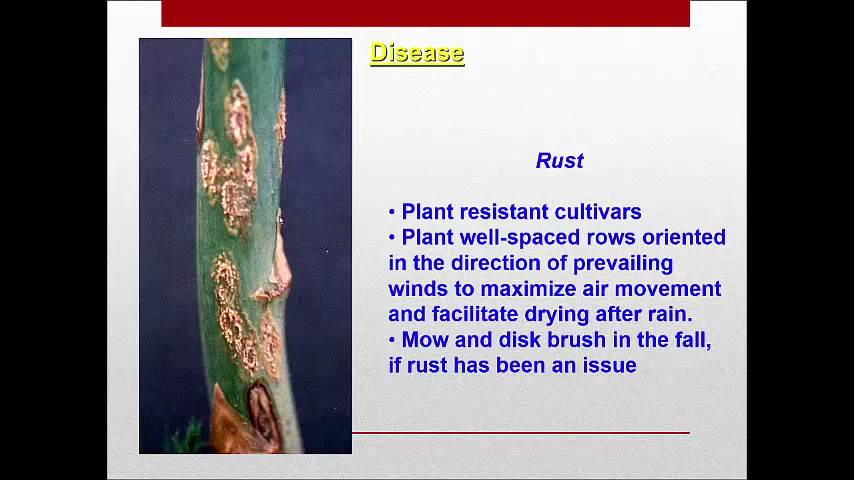 Disease
Rust
• Plant resistant cultivars
• Plant well-spaced rows oriented
in the direction of prevailing
winds to maximize air movement
and facilitate drying after rain.
• Mow and disk brush in the fall,
if rust has been an issue